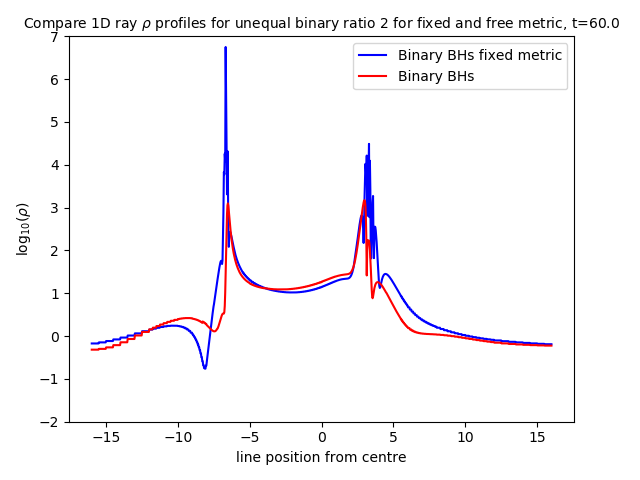 Compare 1D ray ρ profiles for unequal binary ratio 2 for fixed and free metric, t=60.0
Binary BHs fixed metric
Binary BHs
7
6
5
4
3
2
1
0
−1
−2
log₁₀(ρ)
−15 −10 −5 0 5 10 15
line position from centre